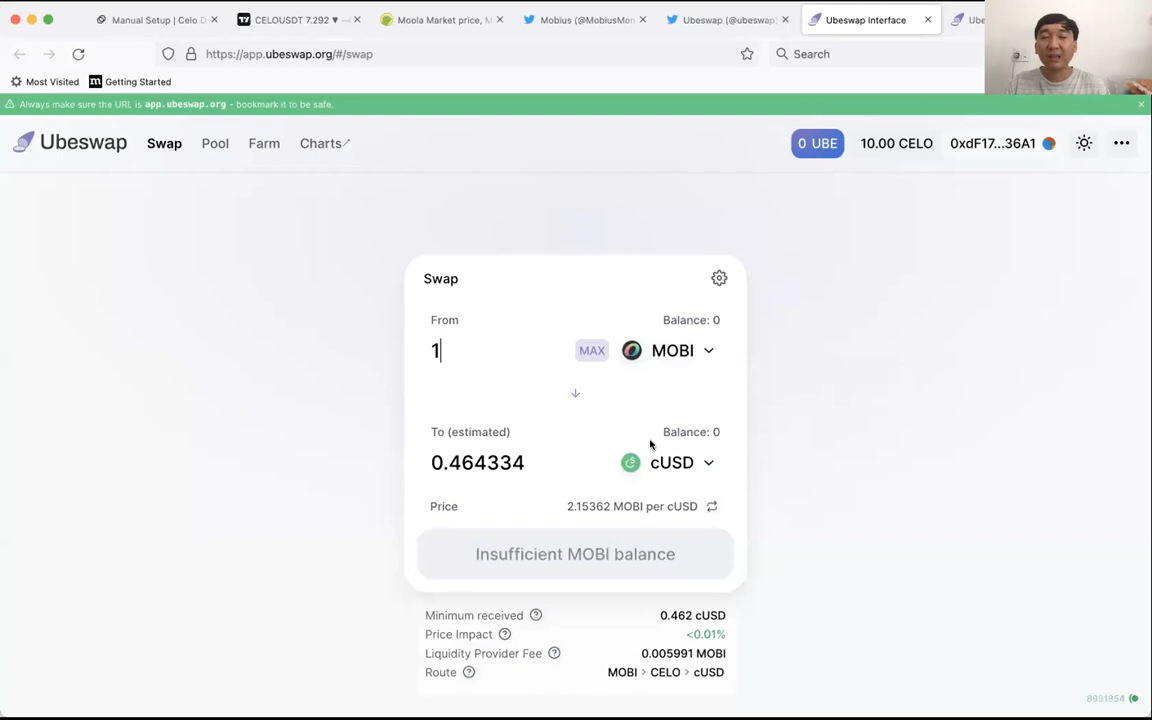 Manual Setup | Celo D
CELOUSDT 7.292 ▼
Moola Market price, M
Mobius (@MobiusMon
Ubeswap (@ubeswap
Ubeswap Interface
Ube
https://app.ubeswap.org/#/swap
Search
Most Visited
Getting Started
Always make sure the URL is app.ubeswap.org - bookmark it to be safe.
Ubeswap
Swap
Pool
Farm
Charts↗
0 UBE
10.00 CELO
0xdF17...36A1
Swap
From
Balance: 0
1
MAX
MOBI
To (estimated)
Balance: 0
0.464334
cUSD
Price
2.15362 MOBI per cUSD
Insufficient MOBI balance
Minimum received
0.462 cUSD
Price Impact
<0.01%
Liquidity Provider Fee
0.005991 MOBI
Route
MOBI > CELO > cUSD
8991854